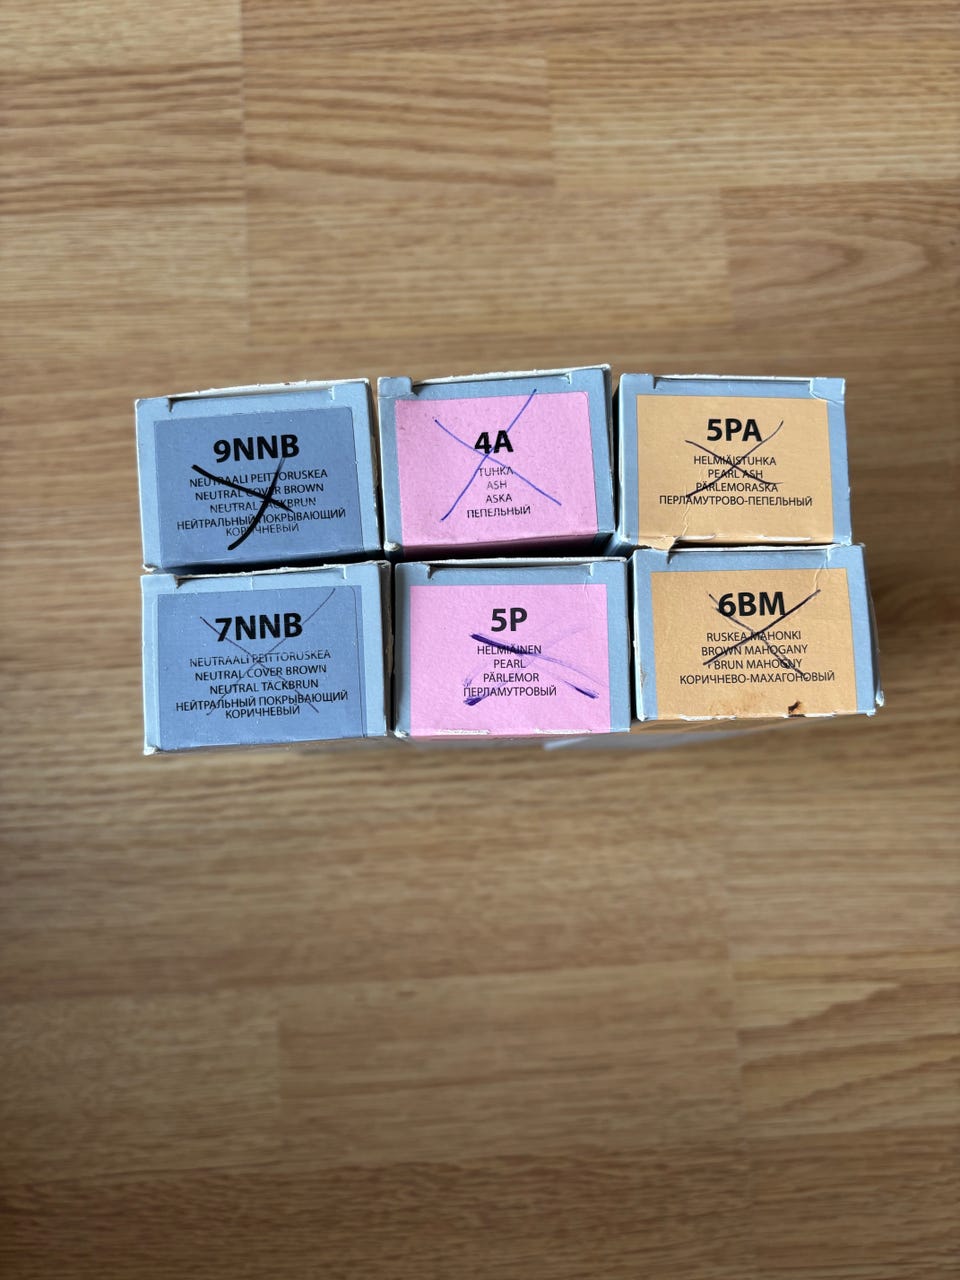 9NNB
NEUTRAALI PEITTORUSKEA
NEUTRAL COVER BROWN
NEUTRAL TÄCKBRUN
НЕЙТРАЛЬНЫЙ ПОКРЫВАЮЩИЙ
КОРИЧНЕВЫЙ
4A
TUHKA
ASH
ASKA
ПЕПЕЛЬНЫЙ
5PA
HELMIÄISTUHKA
PEARL ASH
PÄRLEMORASKA
ПЕРЛАМУТРОВО-ПЕПЕЛЬНЫЙ
7NNB
NEUTRAALI PEITTORUSKEA
NEUTRAL COVER BROWN
NEUTRAL TÄCKBRUN
НЕЙТРАЛЬНЫЙ ПОКРЫВАЮЩИЙ
КОРИЧНЕВЫЙ
5P
HELMIÄINEN
PEARL
PÄRLEMOR
ПЕРЛАМУТРОВЫЙ
6BM
RUSKEA MAHONKI
BROWN MAHOGANY
BRUN MAHOGNY
КОРИЧНЕВО-МАХАГОНОВЫЙ